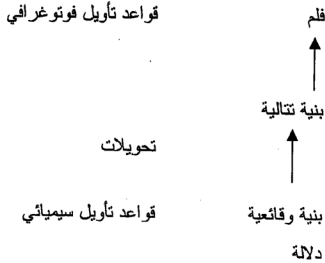 فلم قواعد تأويل فوتوغرافي
بنية تتالية
تحويلات
بنية وقائعية قواعد تأويل سيميائي
دلالة